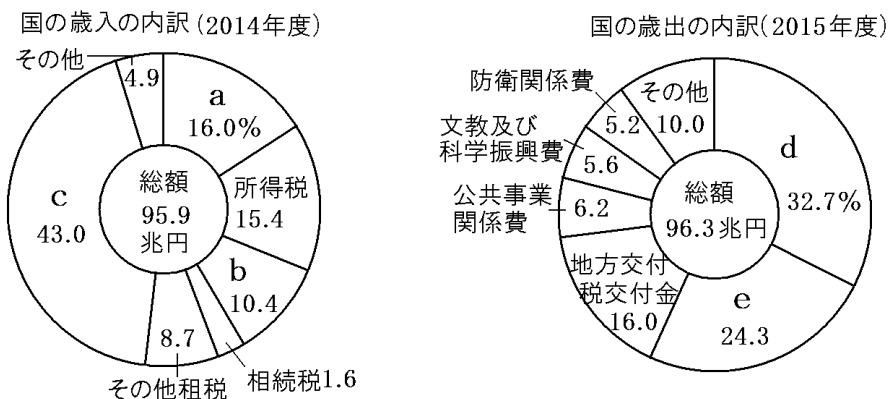 国の歳入の内訳(2014年度)
その他
4.9
a
16.0%
所得税
15.4
b
10.4
相続税1.6
8.7
その他租税
c
43.0
総額
95.9
兆円
国の歳出の内訳(2015年度)
d
32.7%
e
24.3
地方交付
税交付金
16.0
公共事業
関係費
6.2
文教及び
科学振興費
5.6
防衛関係費
5.2
その他
10.0
総額
96.3兆円